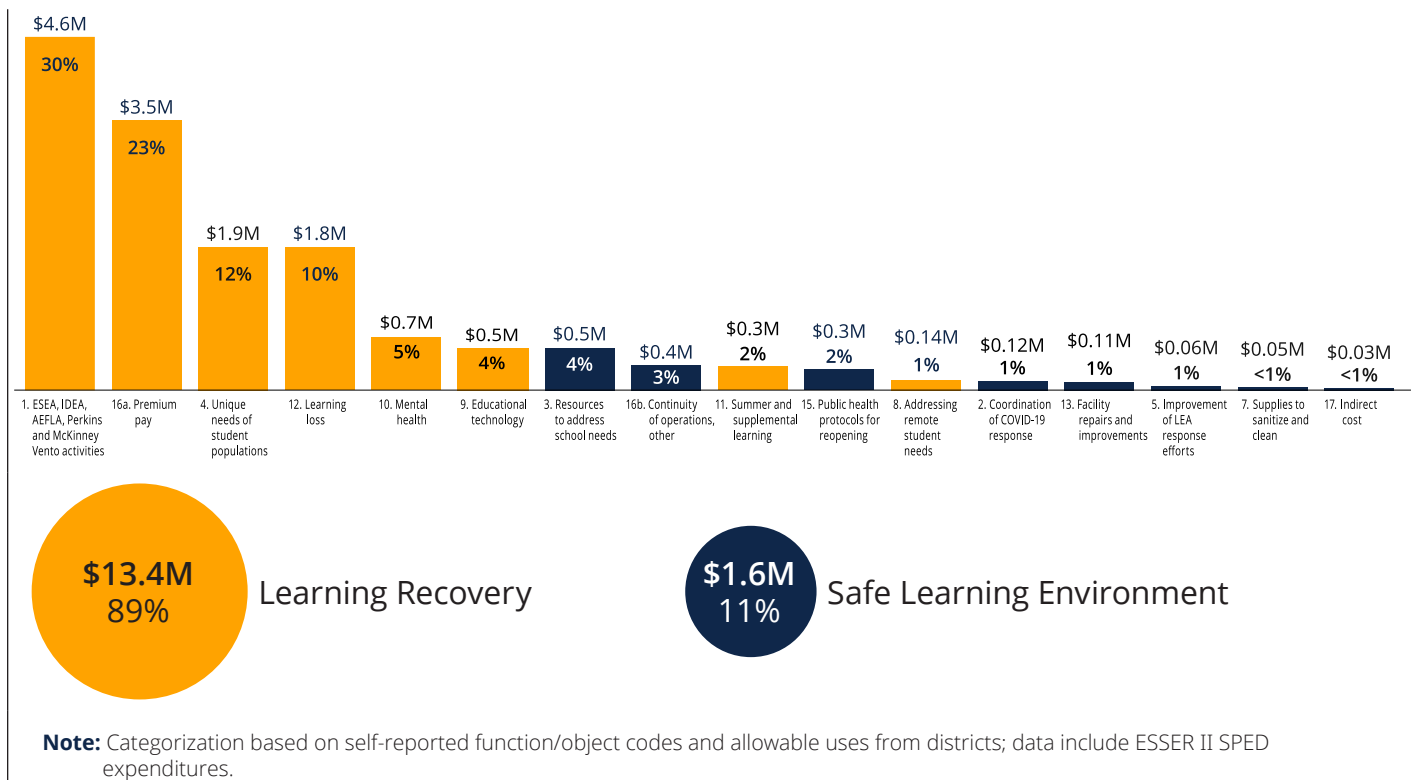 $4.6M
30%
$3.5M
23%
$1.9M
12%
$1.8M
10%
$0.7M
5%
$0.5M
4%
$0.5M
4%
$0.4M
3%
$0.3M
2%
$0.3M
2%
$0.14M
1%
$0.12M
1%
$0.11M
1%
$0.06M
1%
$0.05M
<1%
$0.03M
<1%
1. ESEA, IDEA,
AEFLA, Perkins
and McKinney
Vento activities
16a. Premium
pay
4. Unique
needs of
student
populations
12. Learning
loss
10. Mental
health
9. Educational
technology
3. Resources
to address
school needs
16b. Continuity
of operations,
other
11. Summer and
supplemental
learning
15. Public health
protocols for
reopening
8. Addressing
remote
student
needs
2. Coordination
of COVID-19
response
13. Facility
repairs and
improvements
5. Improvement
of LEA
response
efforts
7. Supplies to
sanitize and
clean
17. Indirect
cost
$13.4M
89%
Learning Recovery
$1.6M
11%
Safe Learning Environment
Note: Categorization based on self-reported function/object codes and allowable uses from districts; data include ESSER II SPED
expenditures.